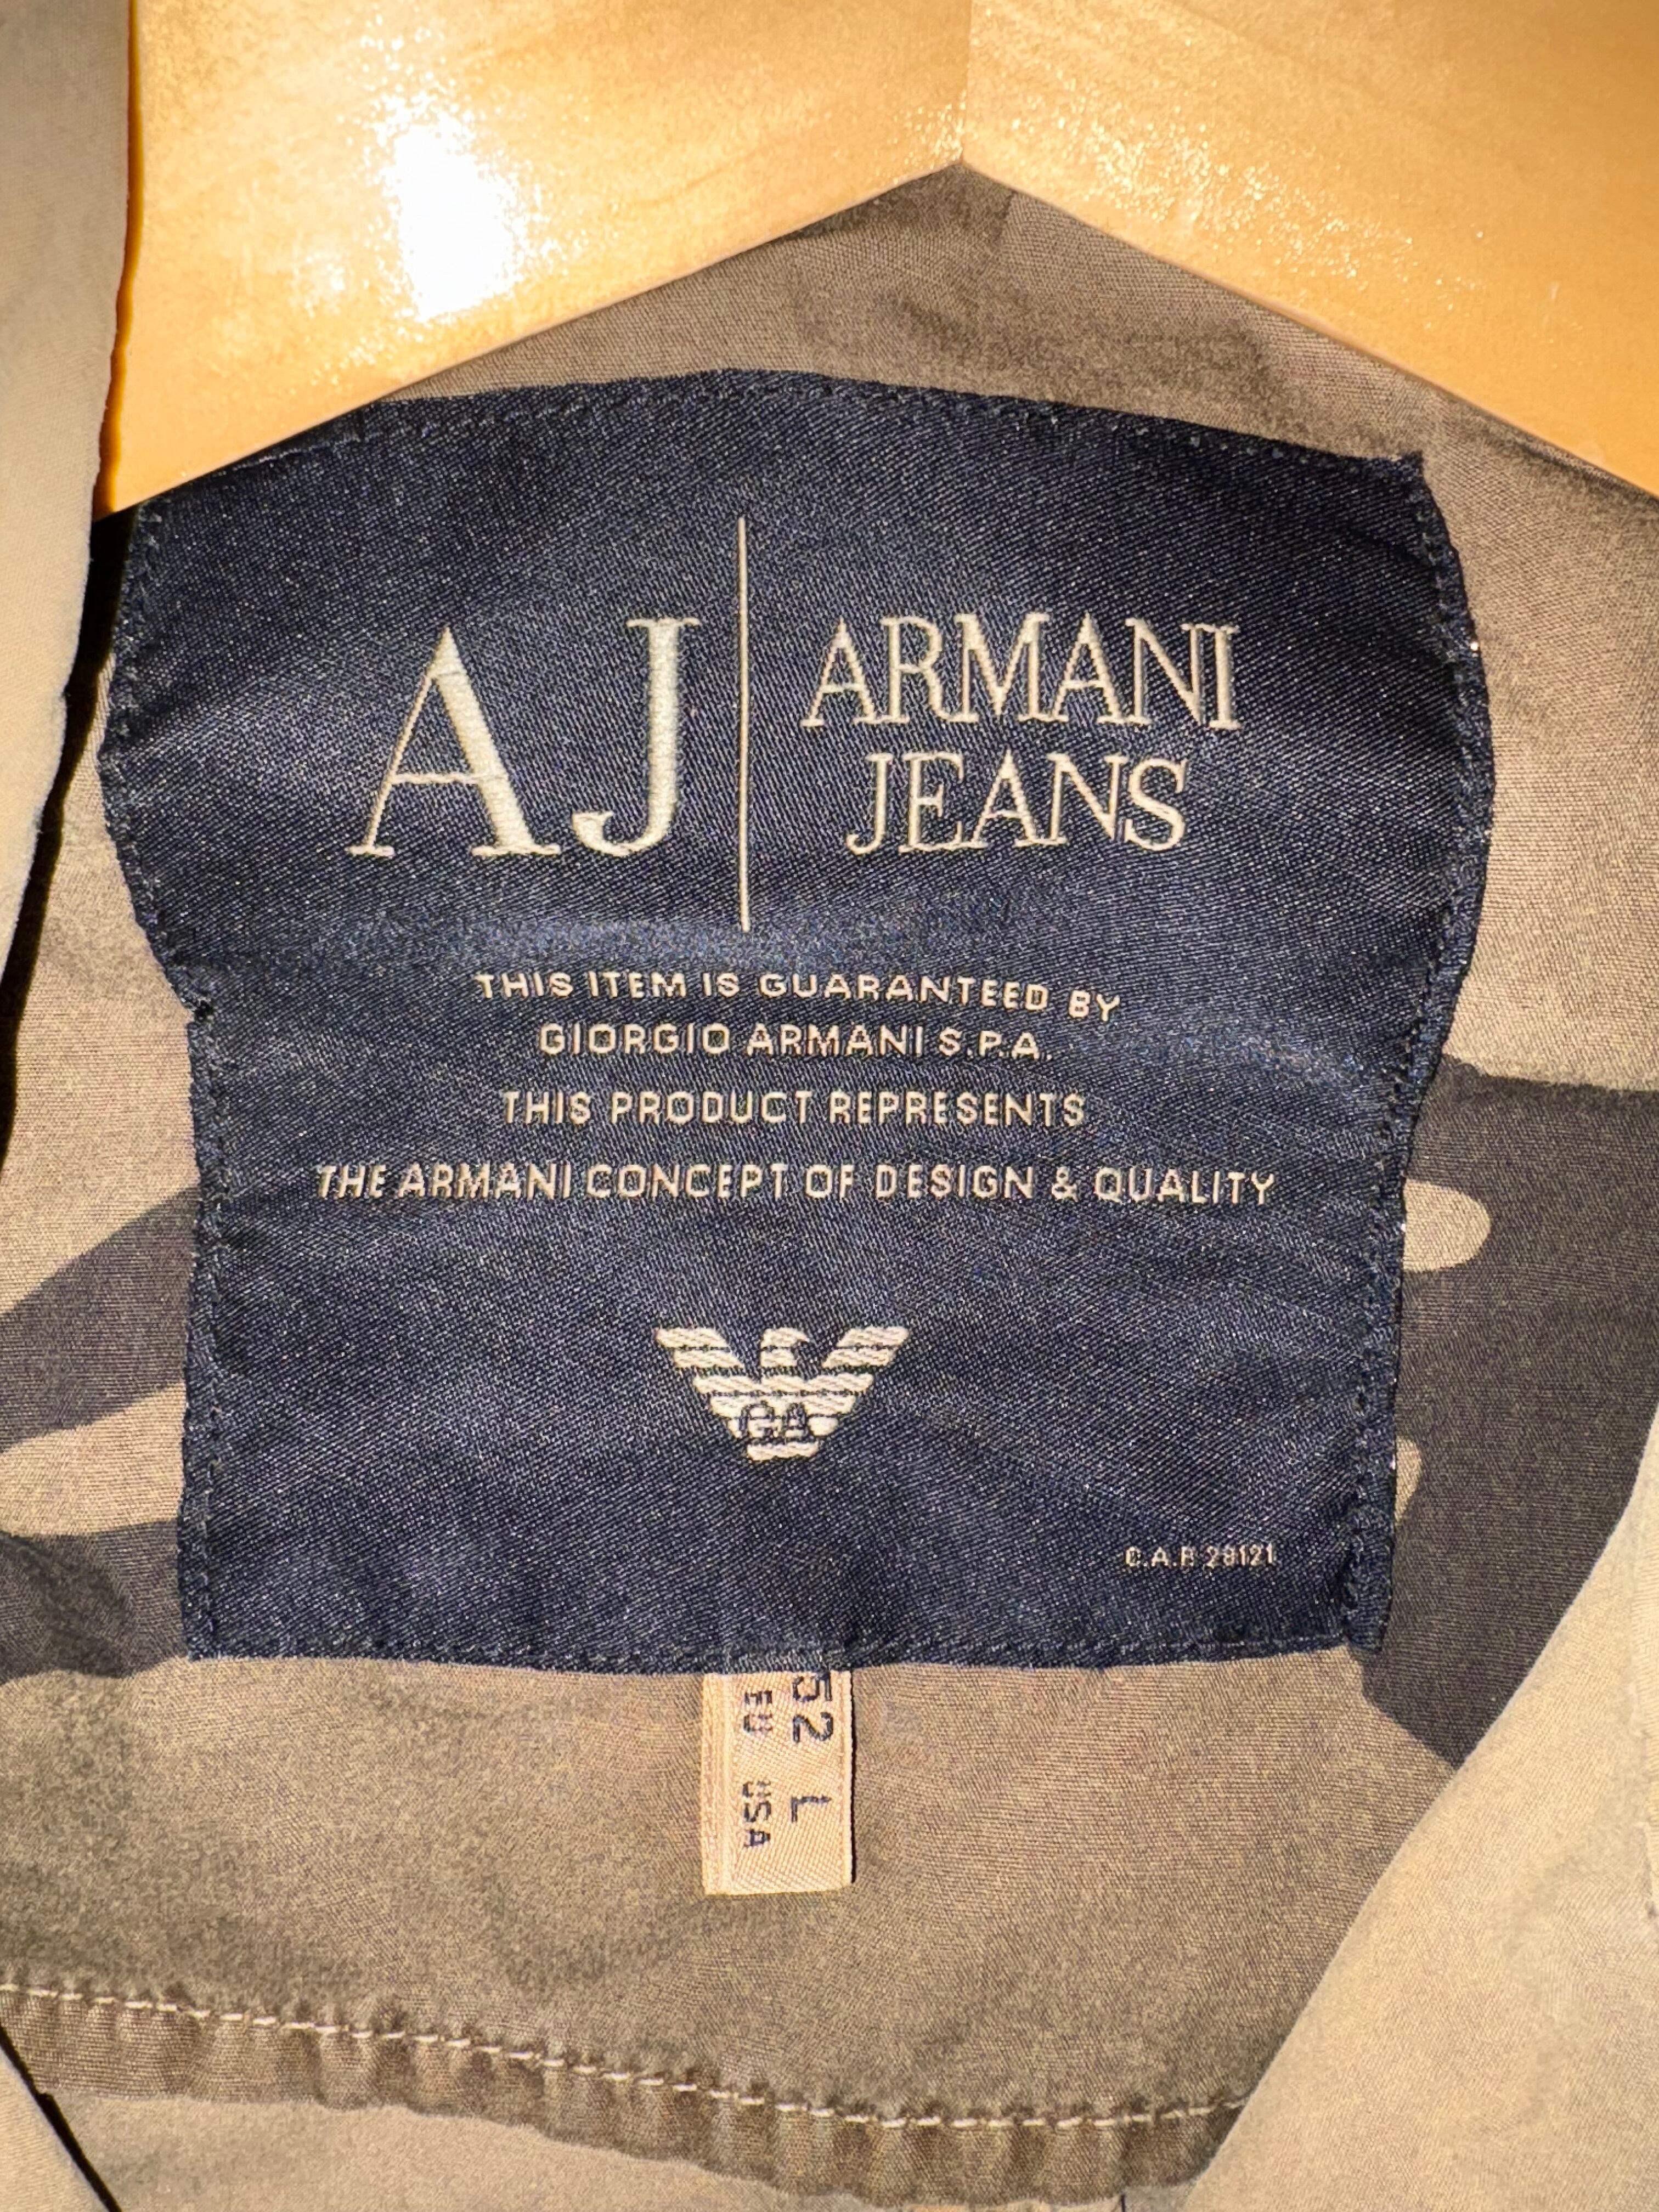 AJ
ARMANI
JEANS
THIS ITEM IS GUARANTEED BY
GIORGIO ARMANI S.P.A.
THIS PRODUCT REPRESENTS
THE ARMANI CONCEPT OF DESIGN & QUALITY
GA
C.A.P. 29121
52 L
EU USA